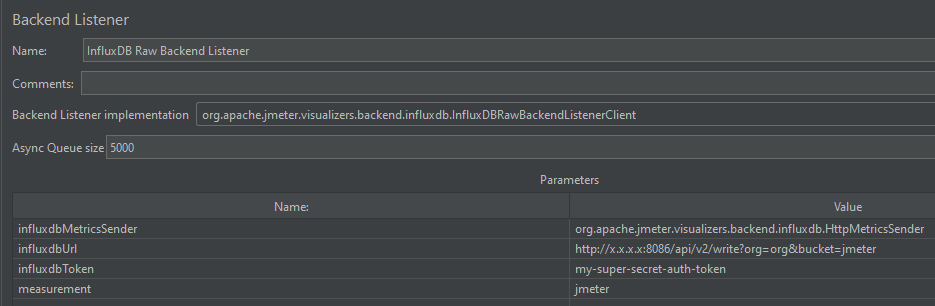 Backend Listener
Name: InfluxDB Raw Backend Listener
Comments:
Backend Listener implementation org.apache.jmeter.visualizers.backend.influxdb.InfluxDBRawBackendListenerClient
Async Queue size 5000
Parameters
Name: Value
influxdbMetricsSender org.apache.jmeter.visualizers.backend.influxdb.HttpMetricsSender
influxdbUrl http://x.x.x.x:8086/api/v2/write?org=org&bucket=jmeter
influxdbToken my-super-secret-auth-token
measurement jmeter